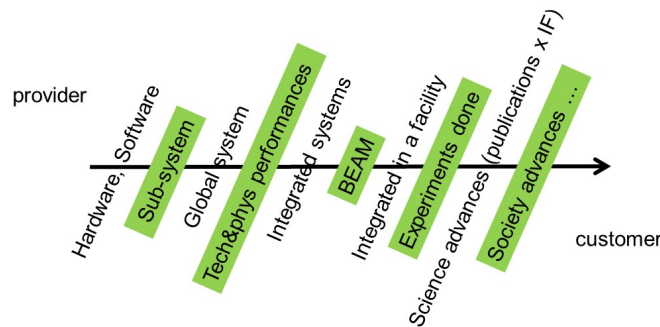 provider
Hardware, Software
Sub-system
Global system
Tech&phys performances
Integrated systems
BEAM
Integrated in a facility
Experiments done
Science advances (publications x IF)
Society advances ...
customer